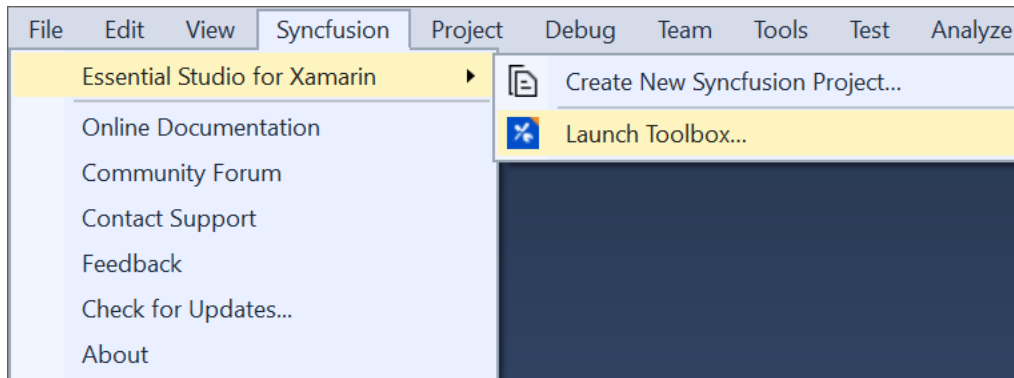 File Edit View Syncfusion Project Debug Team Tools Test Analyze
Essential Studio for Xamarin
Create New Syncfusion Project...
Launch Toolbox...
Online Documentation
Community Forum
Contact Support
Feedback
Check for Updates...
About